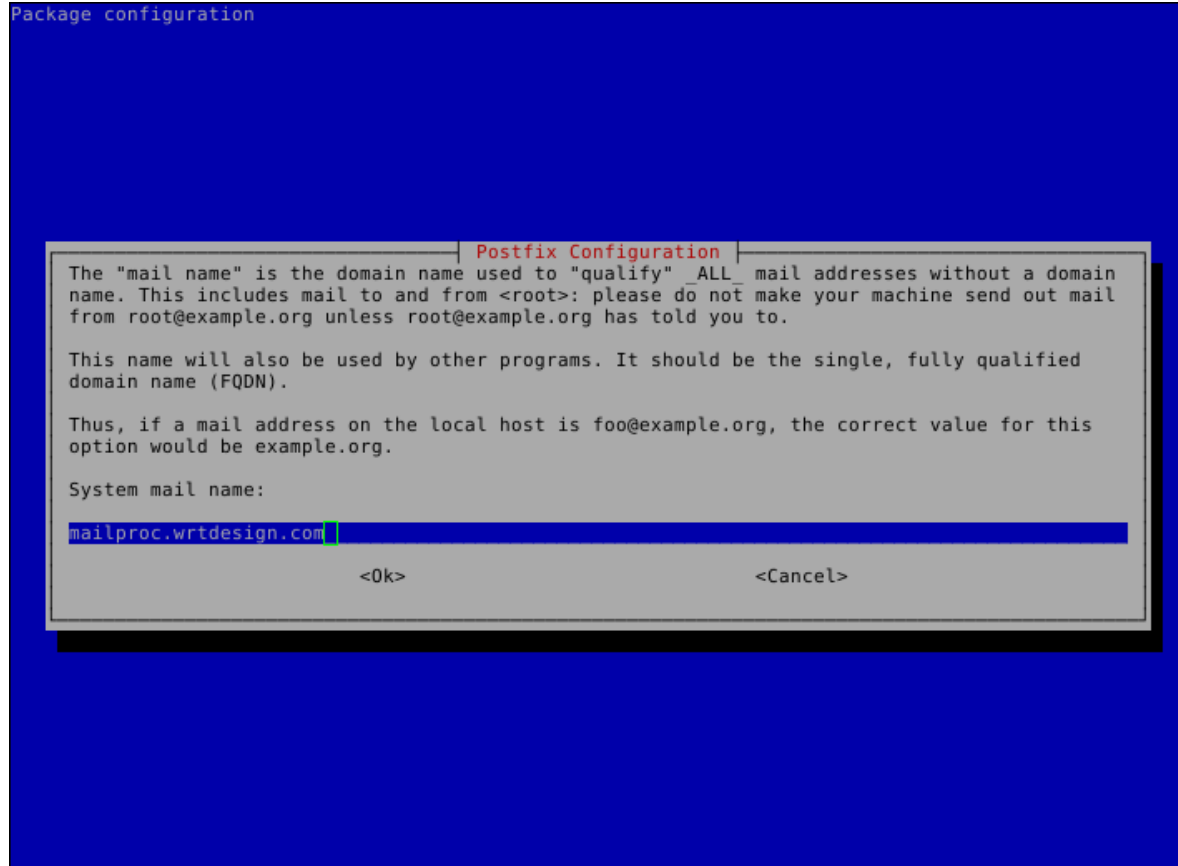 Package configuration
Postfix Configuration
The "mail name" is the domain name used to "qualify" _ALL_ mail addresses without a domain
name. This includes mail to and from <root>: please do not make your machine send out mail
from root@example.org unless root@example.org has told you to.
This name will also be used by other programs. It should be the single, fully qualified
domain name (FQDN).
Thus, if a mail address on the local host is foo@example.org, the correct value for this
option would be example.org.
System mail name:
mailproc.wrtdesign.com
<Ok> <Cancel>